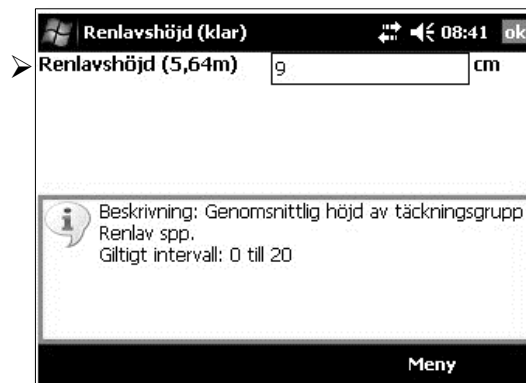 Renlavshöjd (klar) 08:41 ok
Renlavshöjd (5,64m) 9 cm
Beskrivning: Genomsnittlig höjd av täckningsgrupp
Renlav spp.
Giltigt intervall: 0 till 20
Meny